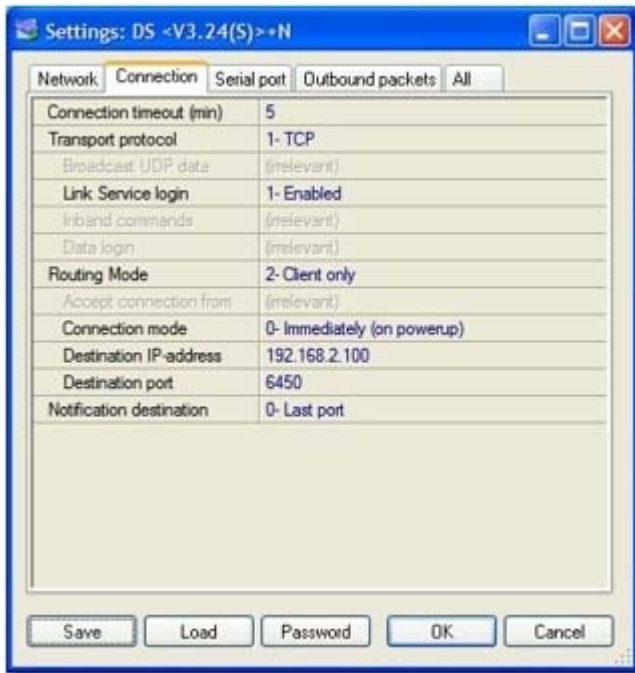 Settings: DS <V3.24(S)>+N
Network Connection Serial port Outbound packets All
Connection timeout (min) 5
Transport protocol 1- TCP
Broadcast UDP data (irrelevant)
Link Service login 1- Enabled
Inband commands (irrelevant)
Data login (irrelevant)
Routing Mode 2- Client only
Accept connection from (irrelevant)
Connection mode 0- Immediately (on powerup)
Destination IP-address 192.168.2.100
Destination port 6450
Notification destination 0- Last port
Save Load Password OK Cancel